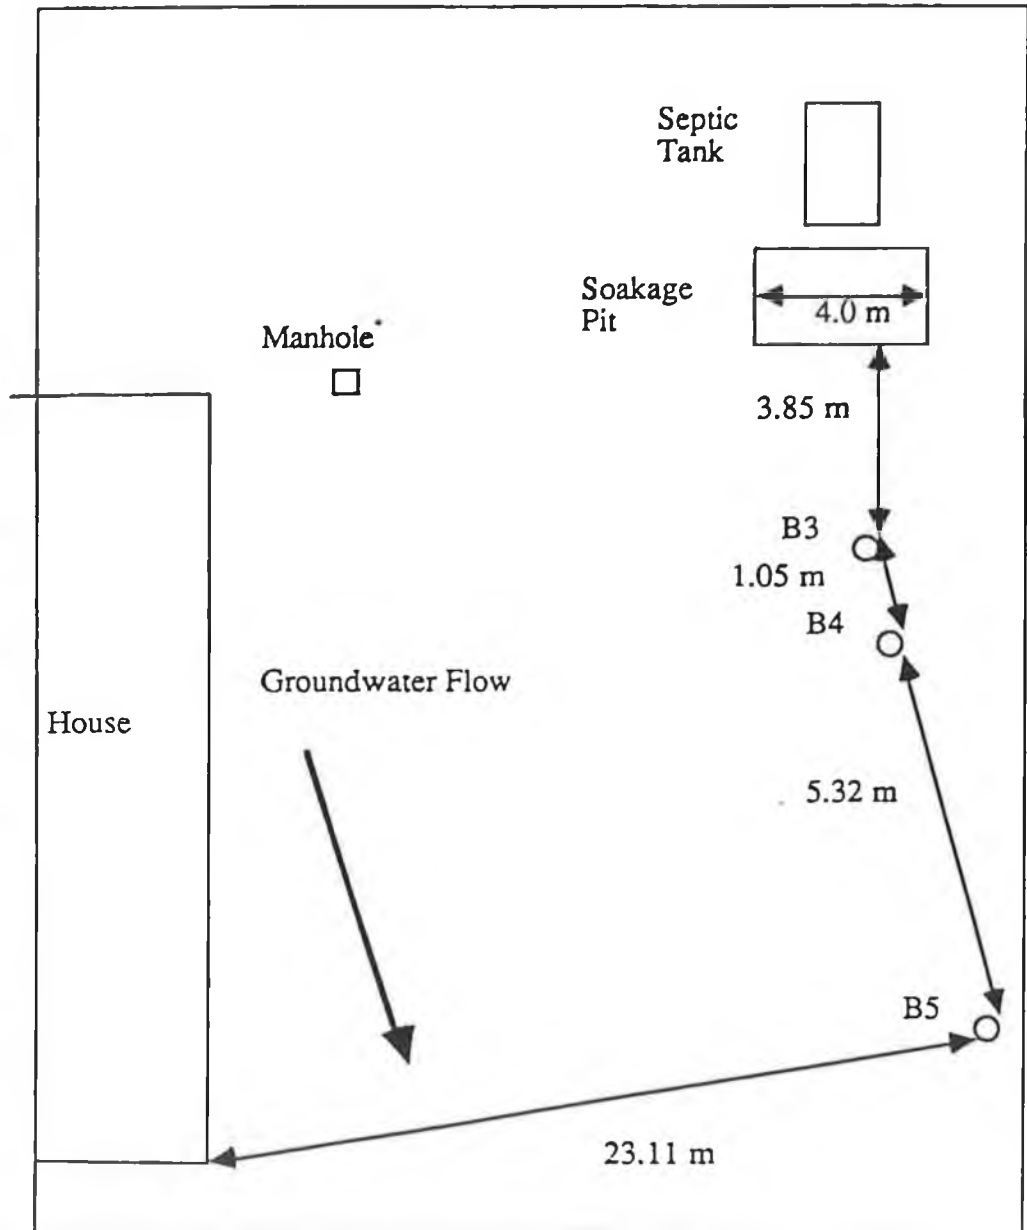 Septic
Tank
Soakage
Pit
4.0 m
Manhole
3.85 m
B3
1.05 m
B4
Groundwater Flow
House
5.32 m
B5
23.11 m